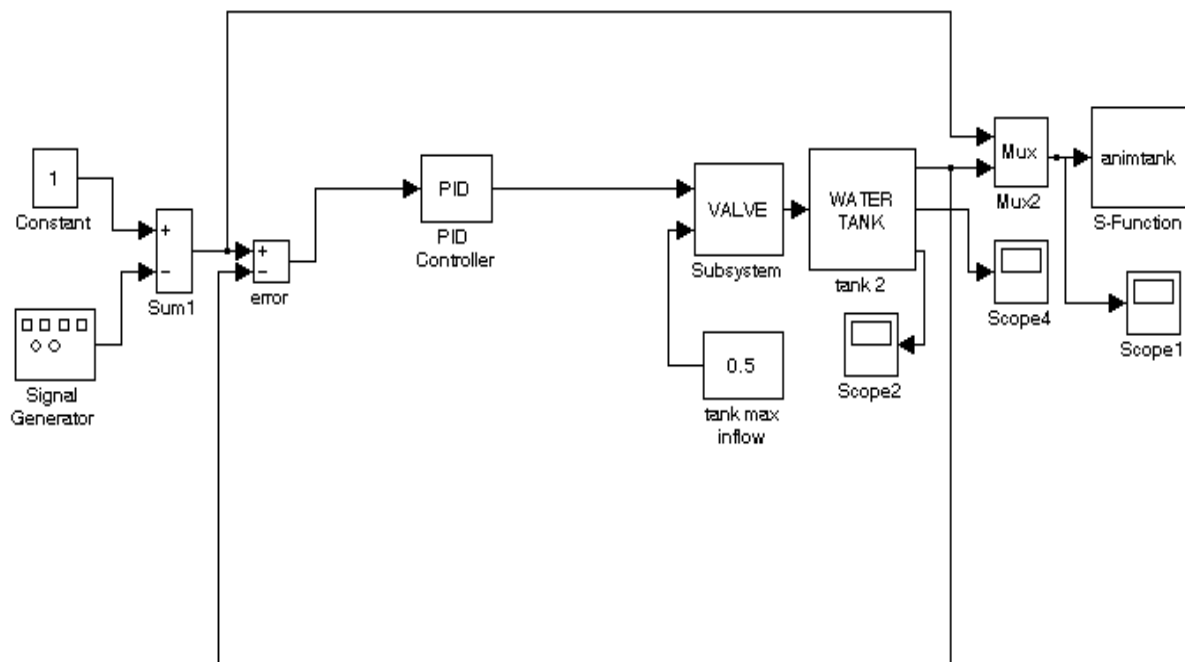 1
Constant
Signal
Generator
+
−
Sum1
+
−
error
PID
PID
Controller
VALVE
Subsystem
0.5
tank max
inflow
WATER
TANK
tank 2
Scope2
Mux
Mux2
Scope4
animtank
S-Function
Scope1